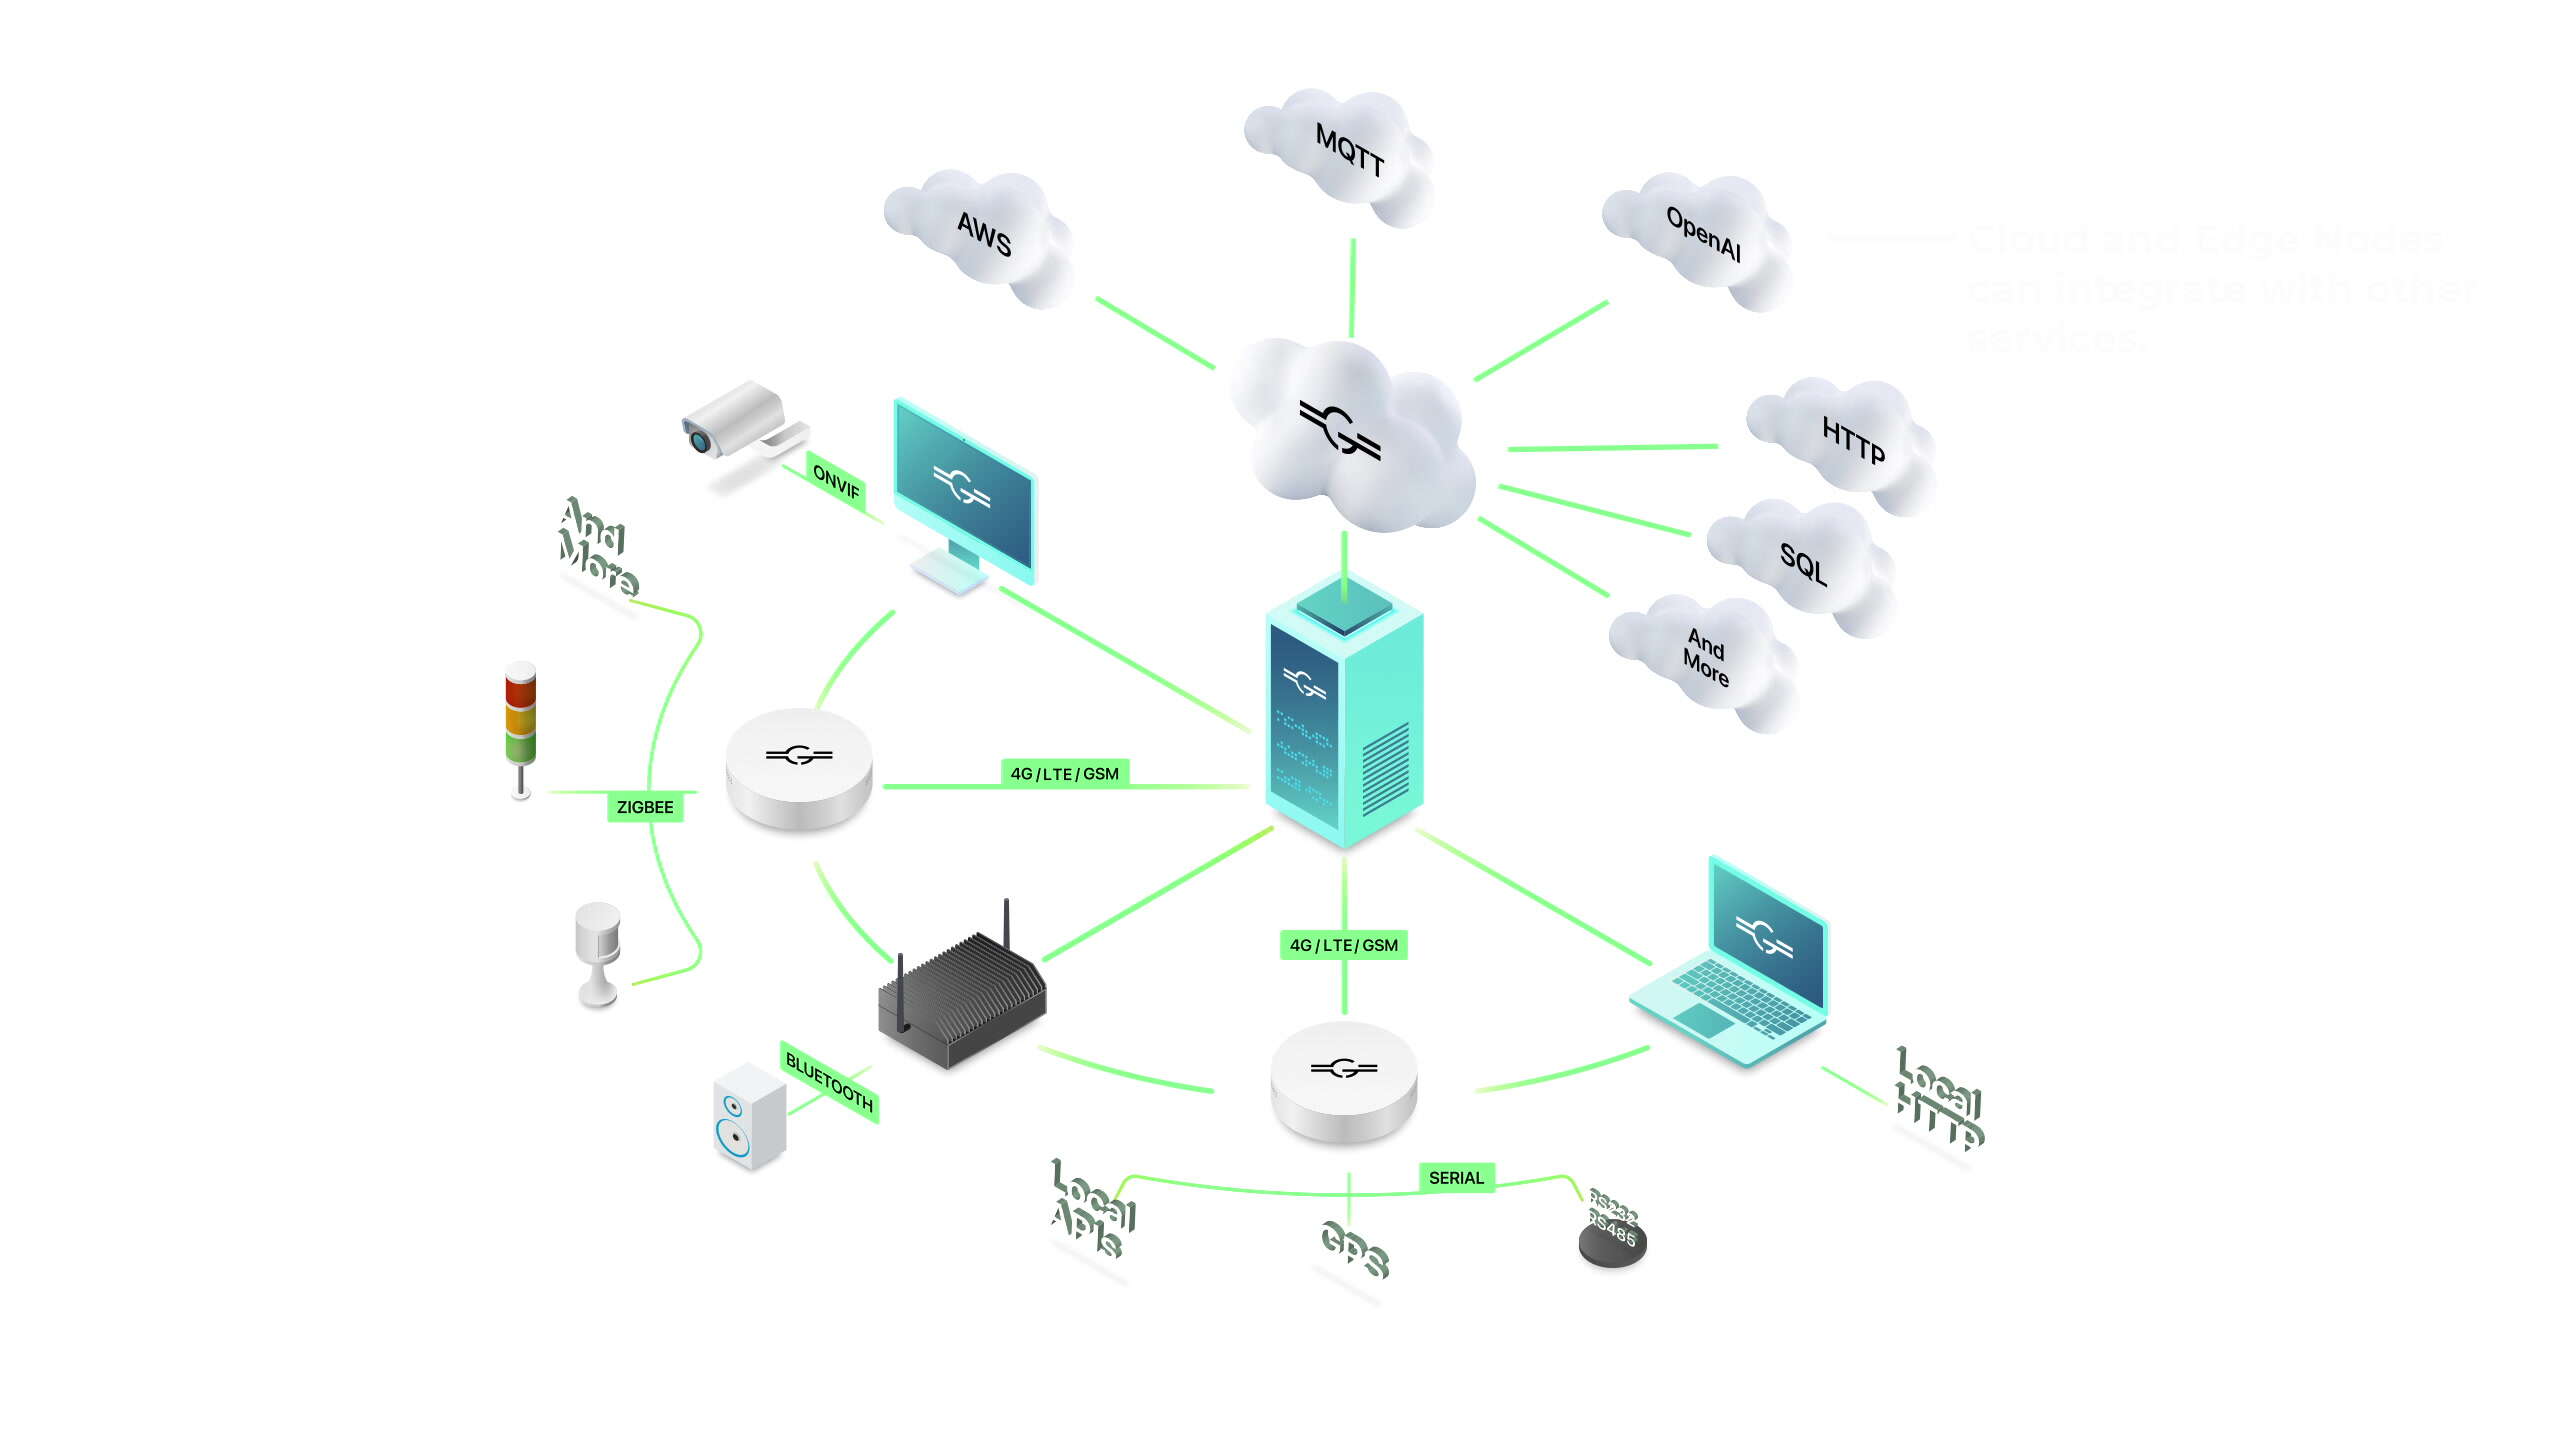 MQTT
AWS
OpenAI
Cloud and Edge Nodes
can integrate with other
services.
HTTP
ONVIF
SQL
And
More
And
More
4G / LTE / GSM
ZIGBEE
4G / LTE / GSM
BLUETOOTH
Local
HTTP
SERIAL
Local
APIs
GPS
RS232
RS485